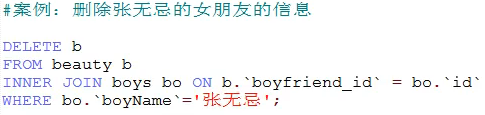 #案例：删除张无忌的女朋友的信息
DELETE b
FROM beauty b
INNER JOIN boys bo ON b.`boyfriend_id` = bo.`id`
WHERE bo.`boyName`='张无忌';